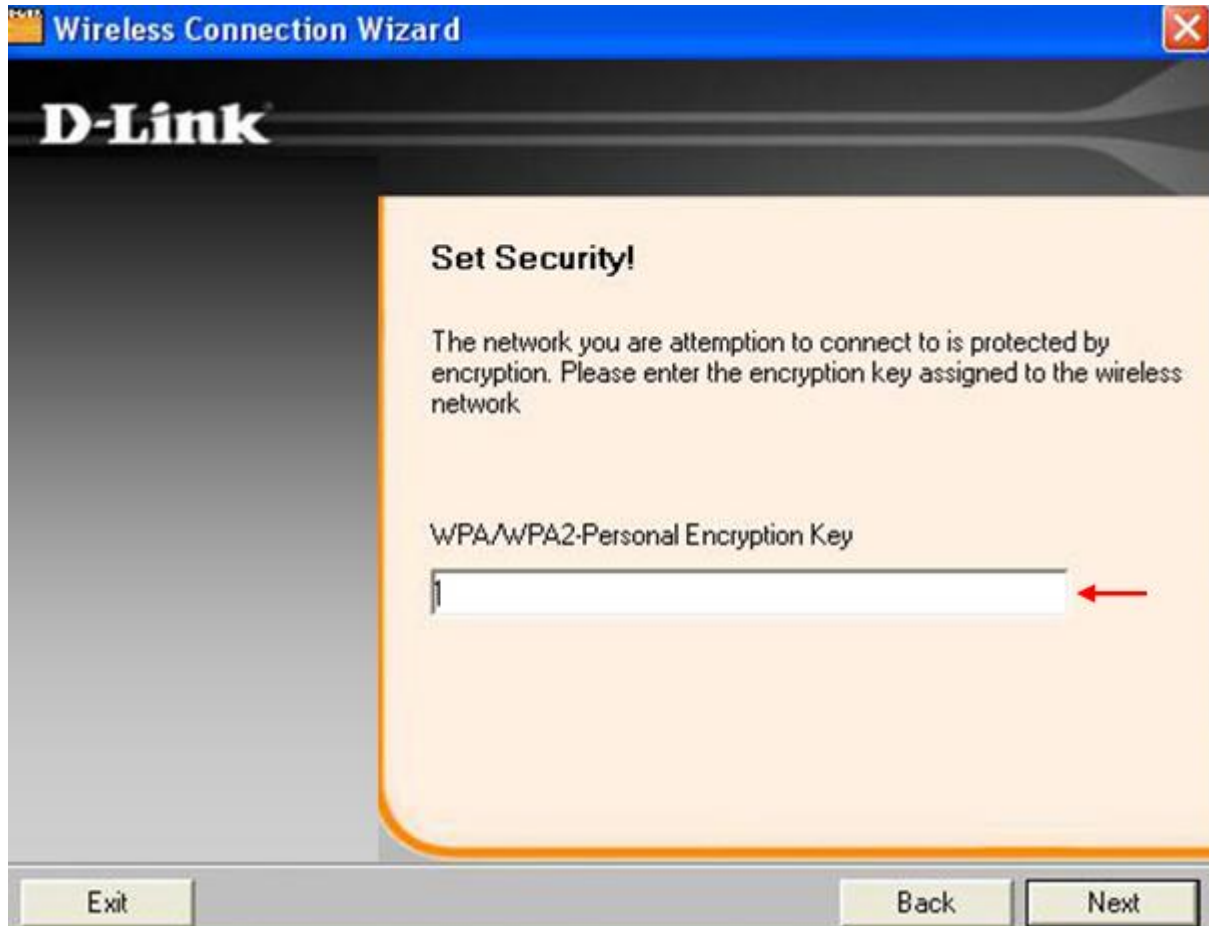 Wireless Connection Wizard
D-Link
Set Security!
The network you are attemption to connect to is protected by
encryption. Please enter the encryption key assigned to the wireless
network
WPA/WPA2-Personal Encryption Key
Exit
Back
Next